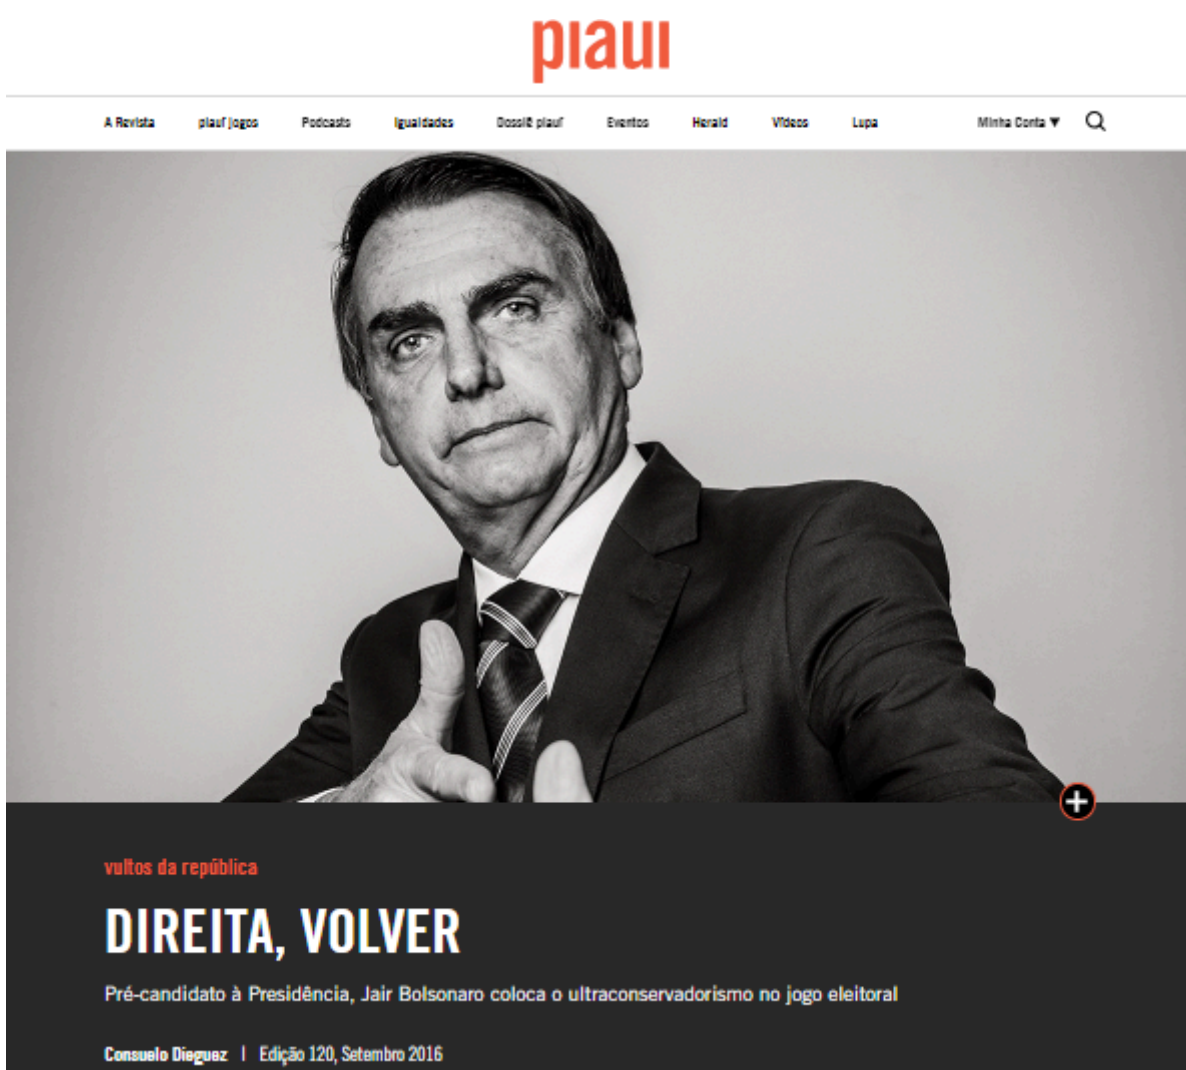 piauí
A Revista piauí jogos Podcasts Igualdades Dossiê piauí Eventos Herald Vídeos Lupa Minha Conta ▼
vultos da república
DIREITA, VOLVER
Pré-candidato à Presidência, Jair Bolsonaro coloca o ultraconservadorismo no jogo eleitoral
Consuelo Dieguez | Edição 120, Setembro 2016